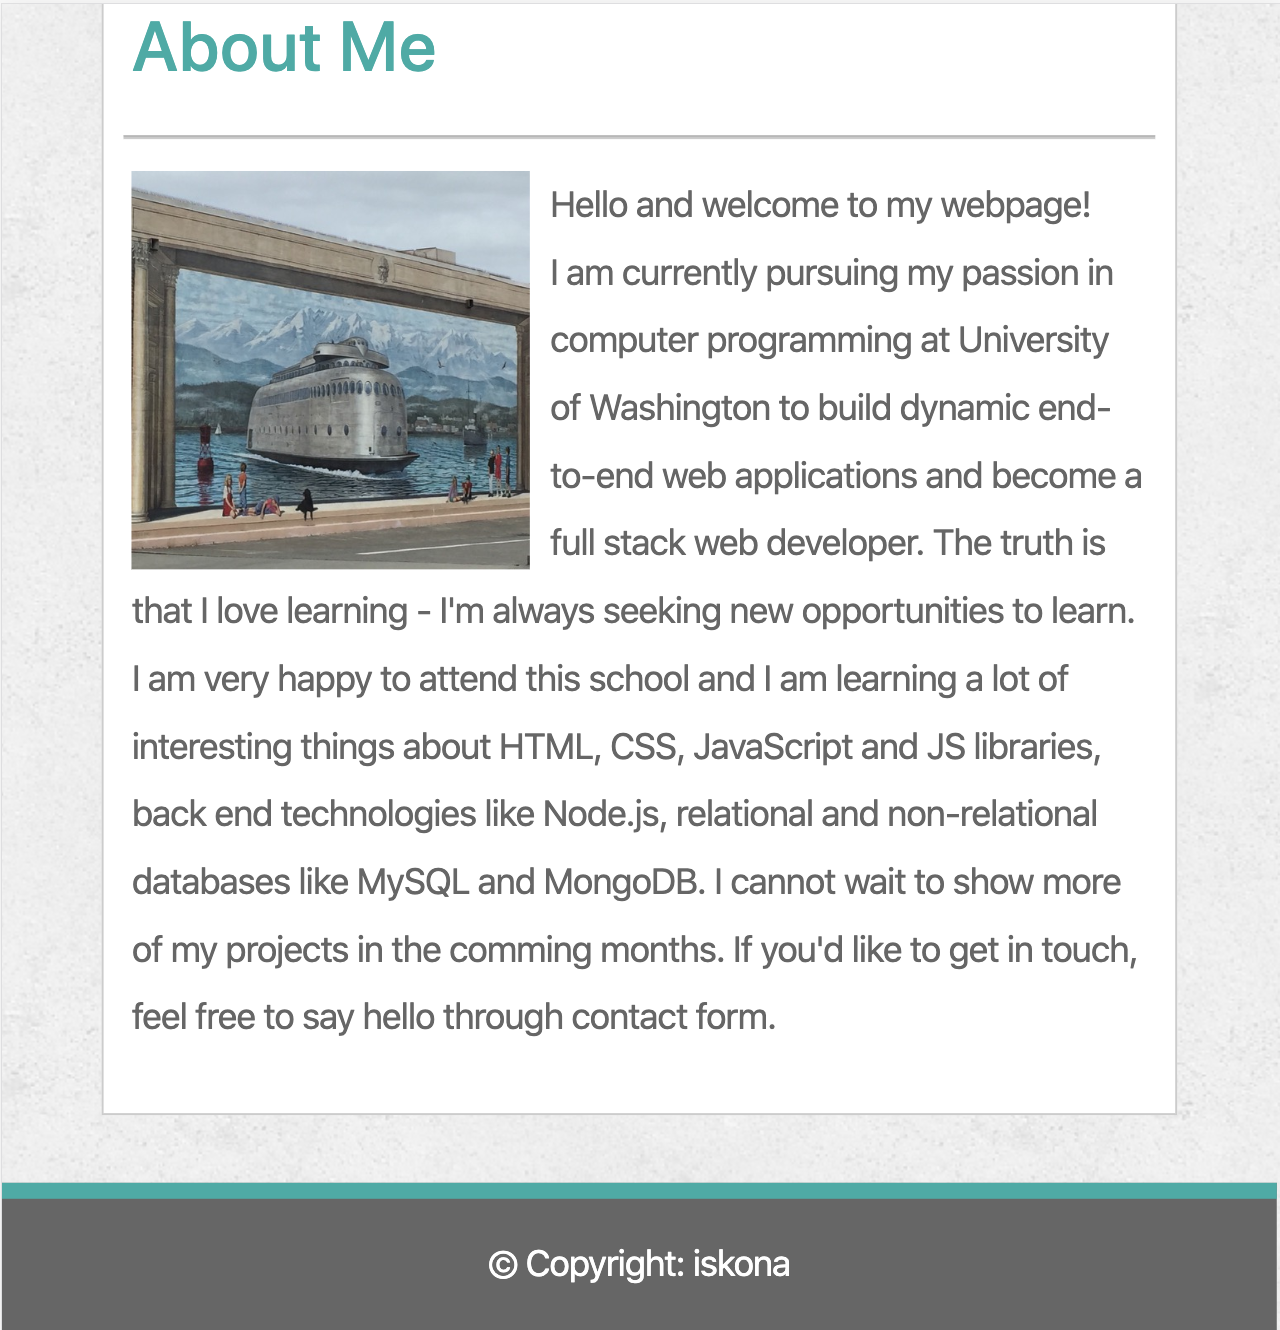 About Me
Hello and welcome to my webpage!
I am currently pursuing my passion in
computer programming at University
of Washington to build dynamic end-
to-end web applications and become a
full stack web developer. The truth is
that I love learning - I'm always seeking new opportunities to learn.
I am very happy to attend this school and I am learning a lot of
interesting things about HTML, CSS, JavaScript and JS libraries,
back end technologies like Node.js, relational and non-relational
databases like MySQL and MongoDB. I cannot wait to show more
of my projects in the comming months. If you'd like to get in touch,
feel free to say hello through contact form.
© Copyright: iskona